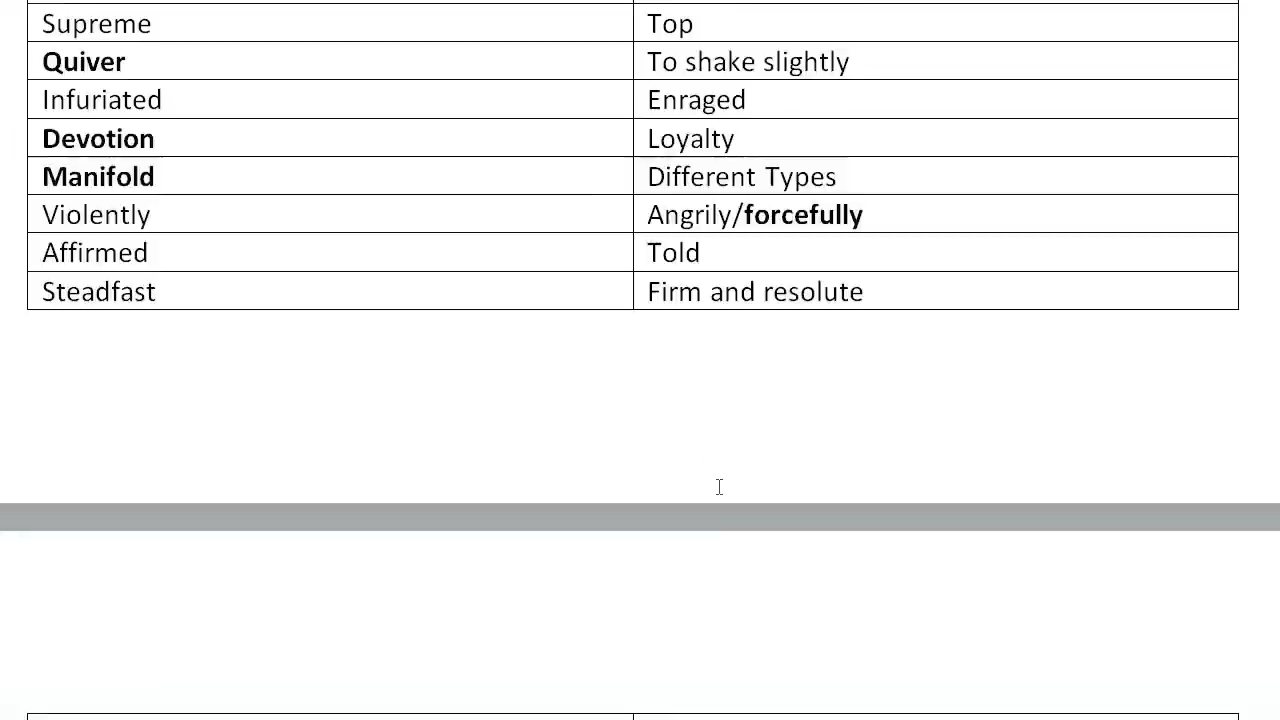 Supreme Top
Quiver To shake slightly
Infuriated Enraged
Devotion Loyalty
Manifold Different Types
Violently Angrily/forcefully
Affirmed Told
Steadfast Firm and resolute